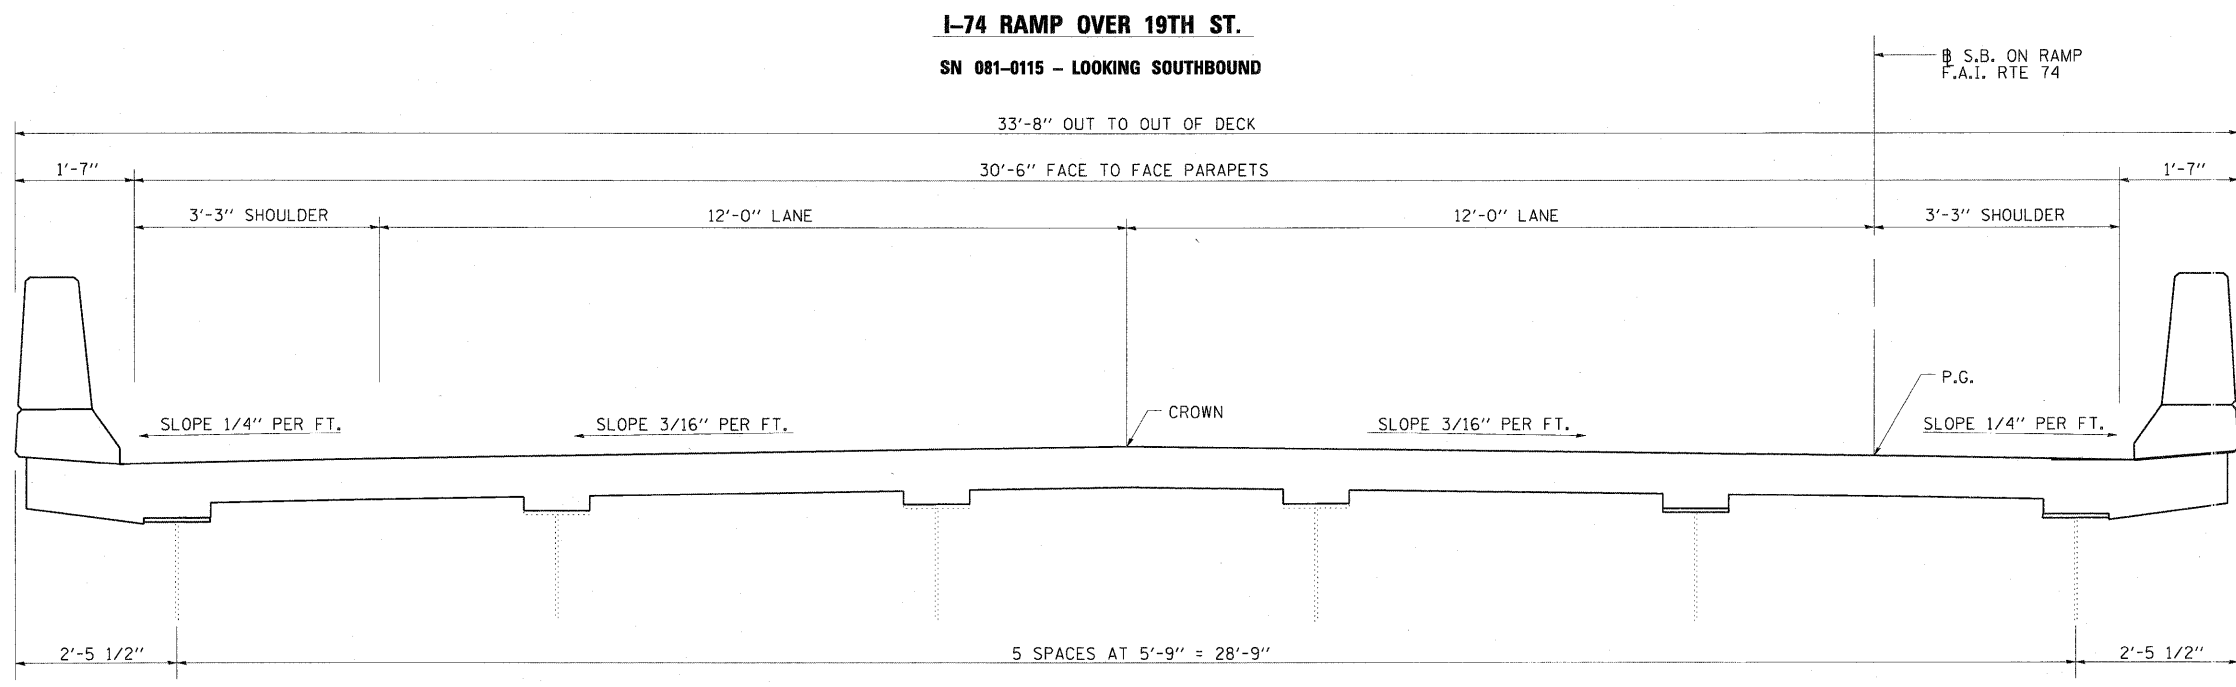 I-74 RAMP OVER 19TH ST.
SN 081-0115 - LOOKING SOUTHBOUND
S.B. ON RAMP
F.A.I. RTE 74
33'-8" OUT TO OUT OF DECK
1'-7"
30'-6" FACE TO FACE PARAPETS
1'-7"
3'-3" SHOULDER
12'-0" LANE
12'-0" LANE
3'-3" SHOULDER
P.G.
CROWN
SLOPE 1/4" PER FT.
SLOPE 3/16" PER FT.
SLOPE 3/16" PER FT.
SLOPE 1/4" PER FT.
2'-5 1/2"
5 SPACES AT 5'-9" = 28'-9"
2'-5 1/2"